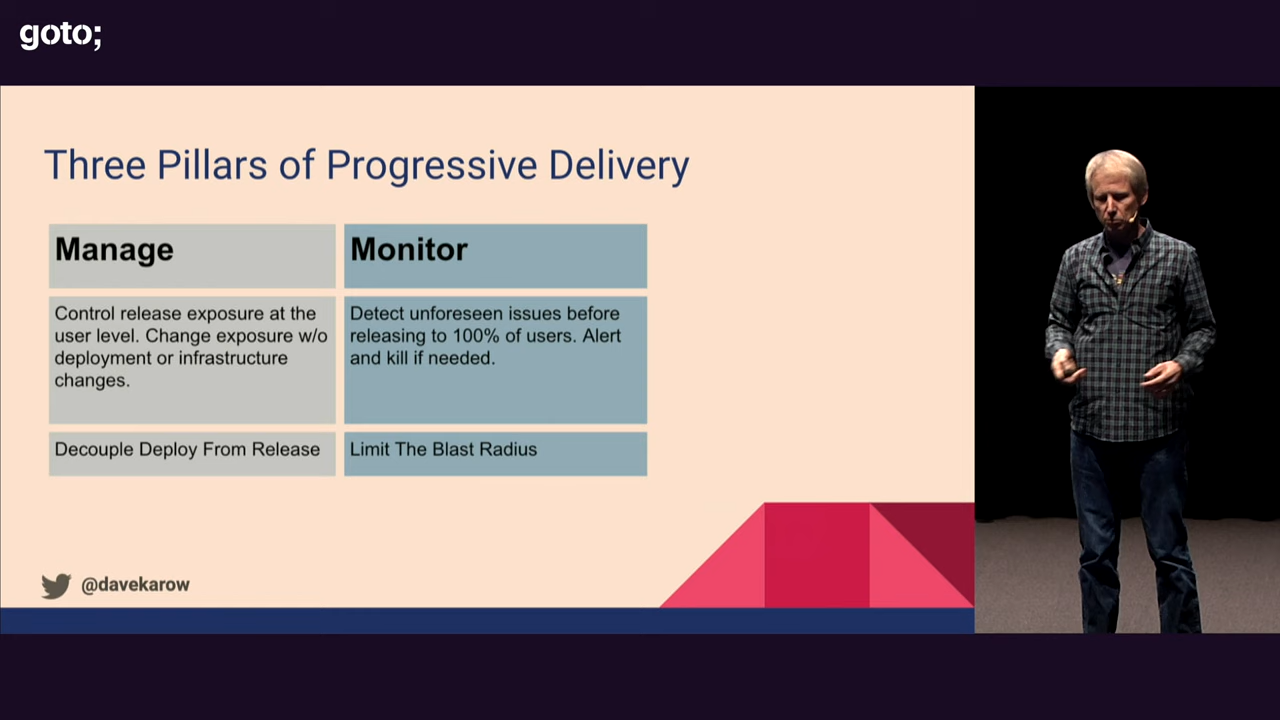 goto;
Three Pillars of Progressive Delivery
Manage
Monitor
Control release exposure at the
user level. Change exposure w/o
deployment or infrastructure
changes.
Detect unforeseen issues before
releasing to 100% of users. Alert
and kill if needed.
Decouple Deploy From Release
Limit The Blast Radius
@davekarow